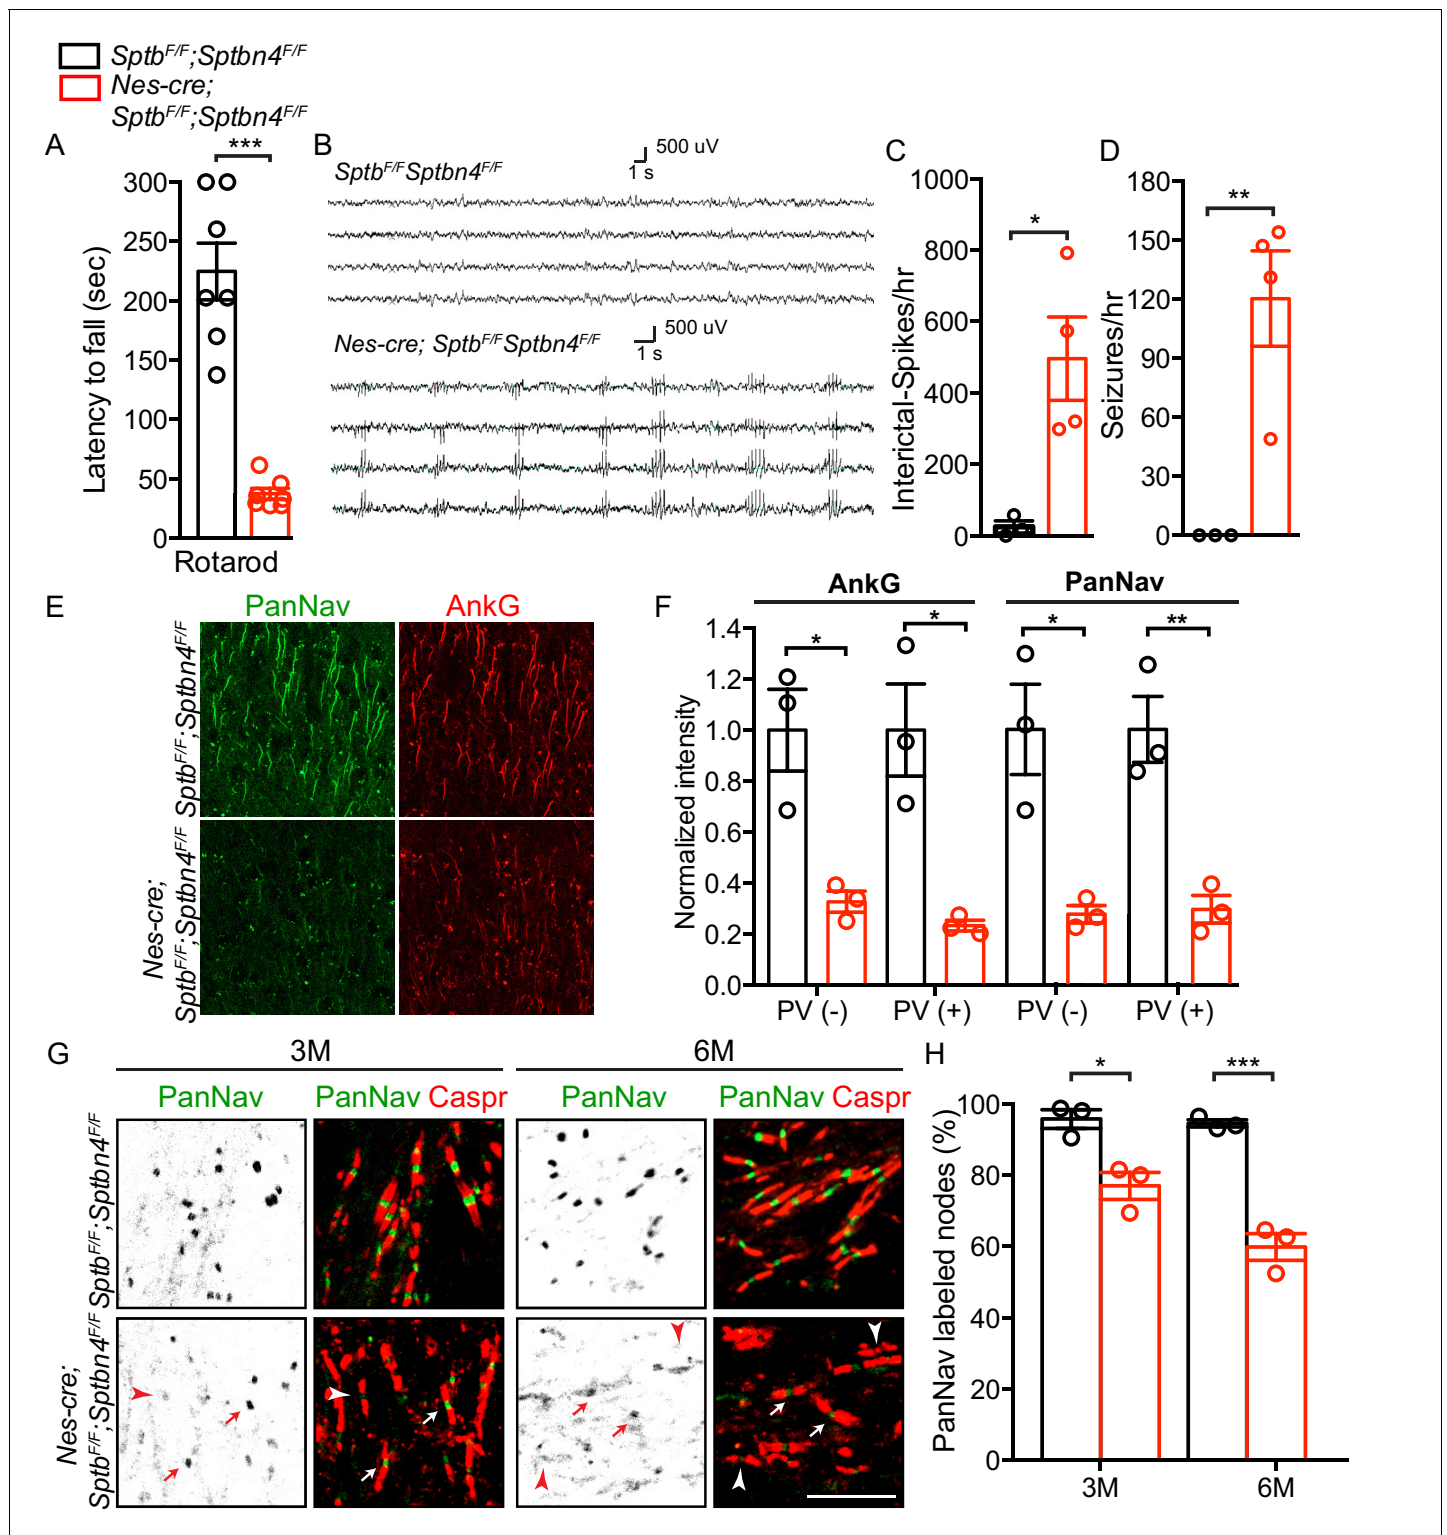 Sptb^F/F;Sptbn4^F/F
Nes-cre;
Sptb^F/F;Sptbn4^F/F
A
***
Latency to fall (sec)
300
250
200
150
100
50
0
Rotarod
B
Sptb^F/F Sptbn4^F/F
500 uV
1 s
Nes-cre; Sptb^F/F Sptbn4^F/F
500 uV
1 s
C
Interictal-Spikes/hr
1000
800
600
400
200
0
*
D
Seizures/hr
180
150
120
90
60
30
0
**
E
PanNav
AnkG
Sptb^F/F;Sptbn4^F/F
Nes-cre;
Sptb^F/F;Sptbn4^F/F
F
AnkG
PanNav
Normalized intensity
1.4
1.2
1.0
0.8
0.6
0.4
0.2
0.0
*
*
*
**
PV (-)
PV (+)
PV (-)
PV (+)
G
3M
6M
PanNav
PanNav Caspr
PanNav
PanNav Caspr
Sptb^F/F;Sptbn4^F/F
Nes-cre;
Sptb^F/F;Sptbn4^F/F
H
PanNav labeled nodes (%)
100
80
60
40
20
0
*
***
3M
6M